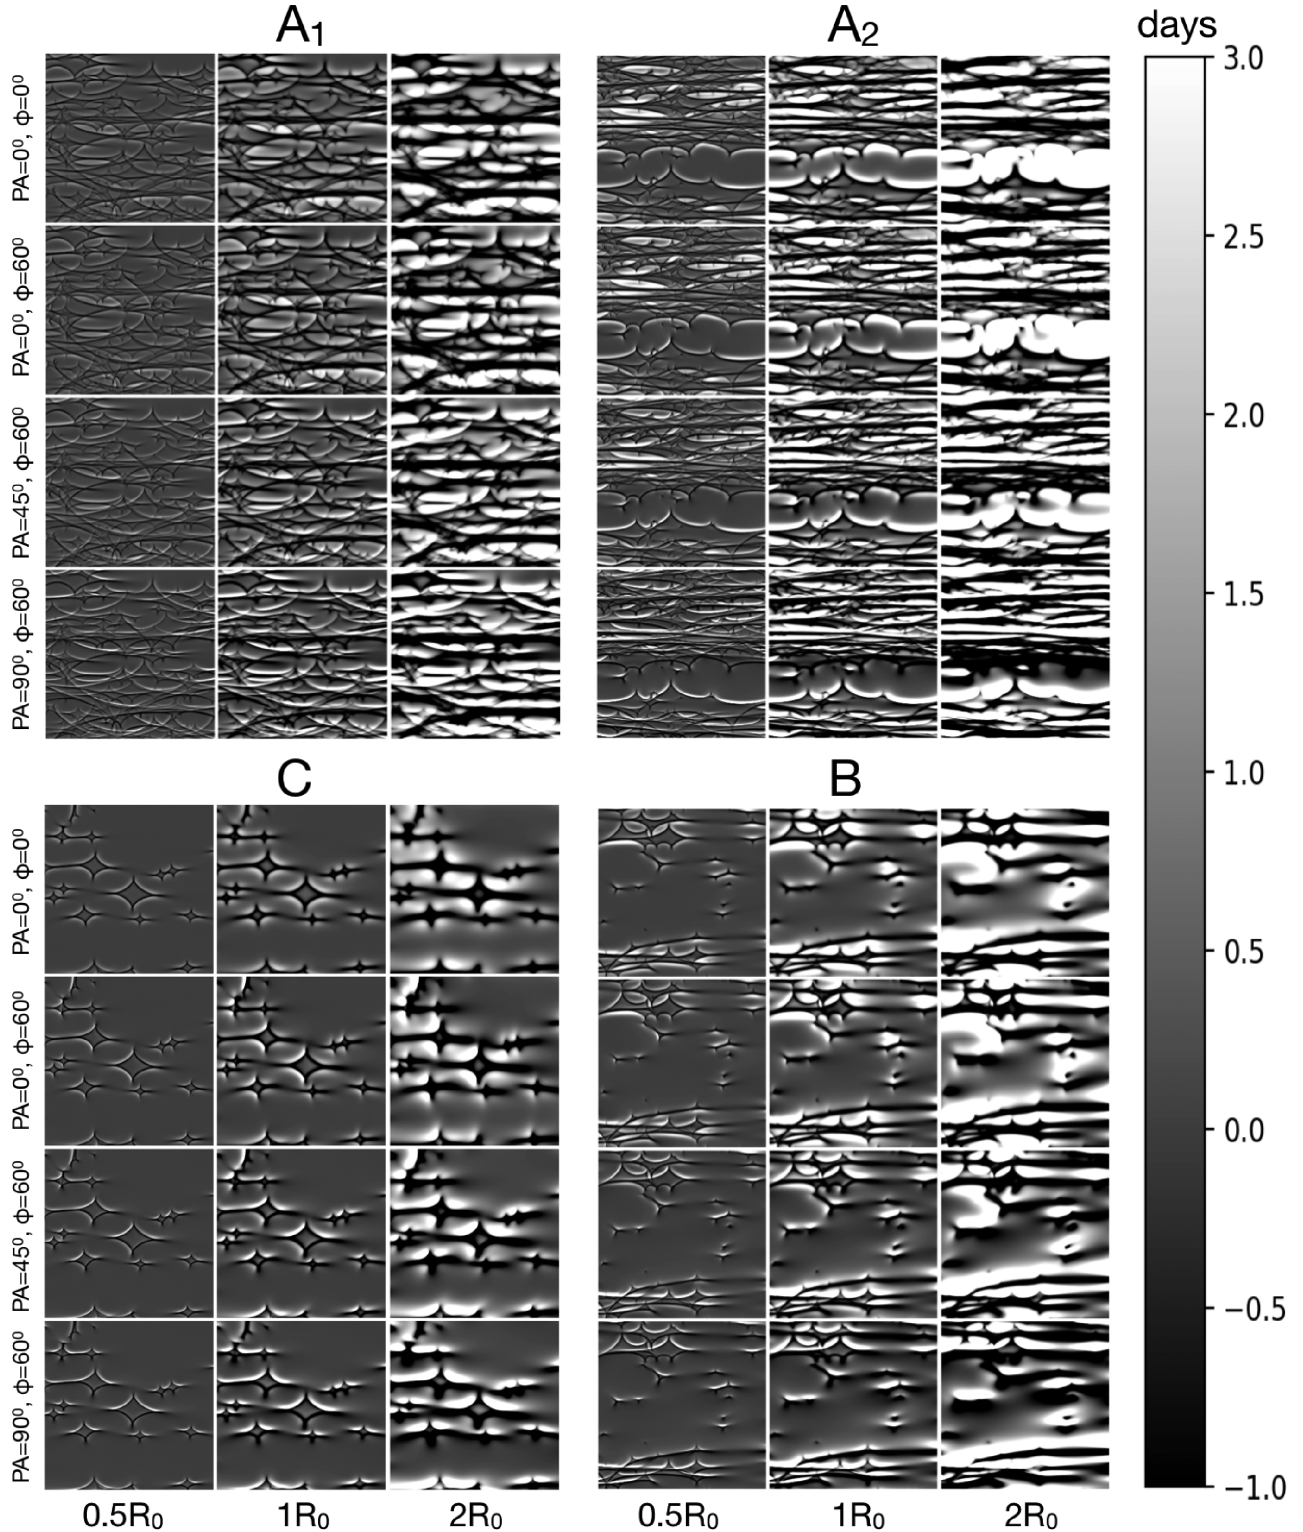 A₁
A₂
days
PA=0⁰, ϕ=0⁰
PA=0⁰, ϕ=60⁰
PA=45⁰, ϕ=60⁰
PA=90⁰, ϕ=60⁰
3.0
2.5
2.0
1.5
1.0
0.5
0.0
−0.5
−1.0
C
B
PA=0⁰, ϕ=0⁰
PA=0⁰, ϕ=60⁰
PA=45⁰, ϕ=60⁰
PA=90⁰, ϕ=60⁰
0.5R₀ 1R₀ 2R₀
0.5R₀ 1R₀ 2R₀